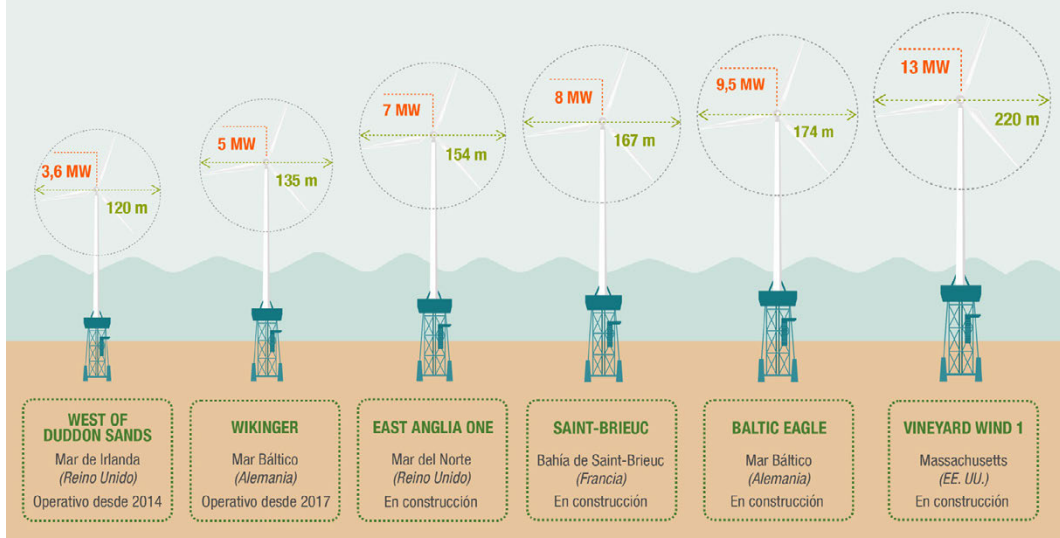 3,6 MW
120 m
5 MW
135 m
7 MW
154 m
8 MW
167 m
9,5 MW
174 m
13 MW
220 m
WEST OF
DUDDON SANDS
Mar de Irlanda
(Reino Unido)
Operativo desde 2014
WIKINGER
Mar Báltico
(Alemania)
Operativo desde 2017
EAST ANGLIA ONE
Mar del Norte
(Reino Unido)
En construcción
SAINT-BRIEUC
Bahía de Saint-Brieuc
(Francia)
En construcción
BALTIC EAGLE
Mar Báltico
(Alemania)
En construcción
VINEYARD WIND 1
Massachusetts
(EE. UU.)
En construcción